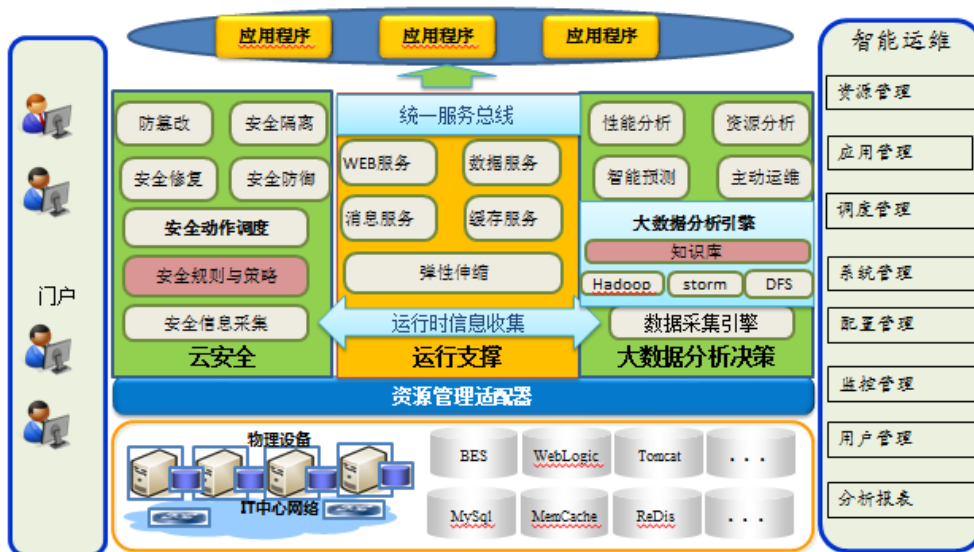 应用程序
应用程序
应用程序
门户
防篡改
安全隔离
安全修复
安全防御
安全动作调度
安全规则与策略
安全信息采集
云安全
统一服务总线
WEB服务
数据服务
消息服务
缓存服务
弹性伸缩
运行时信息收集
运行支撑
性能分析
资源分析
智能预测
主动运维
大数据分析引擎
知识库
Hadoop
storm
DFS
数据采集引擎
大数据分析决策
资源管理适配器
物理设备
IT中心网络
BES
WebLogic
Tomcat
. . .
MySql
MemCache
ReDis
. . .
智能运维
资源管理
应用管理
调度管理
系统管理
配置管理
监控管理
用户管理
分析报表